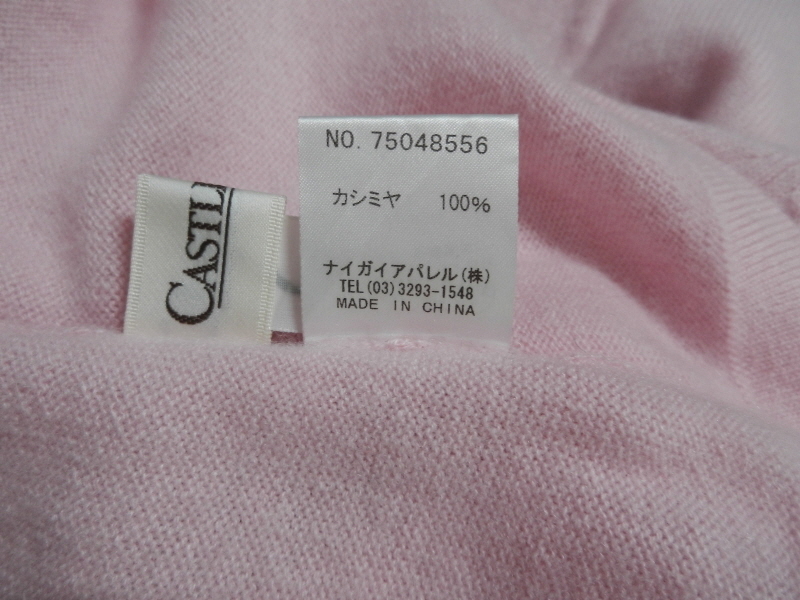 NO. 75048556
カシミヤ 100%
ナイガイアパレル(株)
TEL(03)3293-1548
MADE IN CHINA